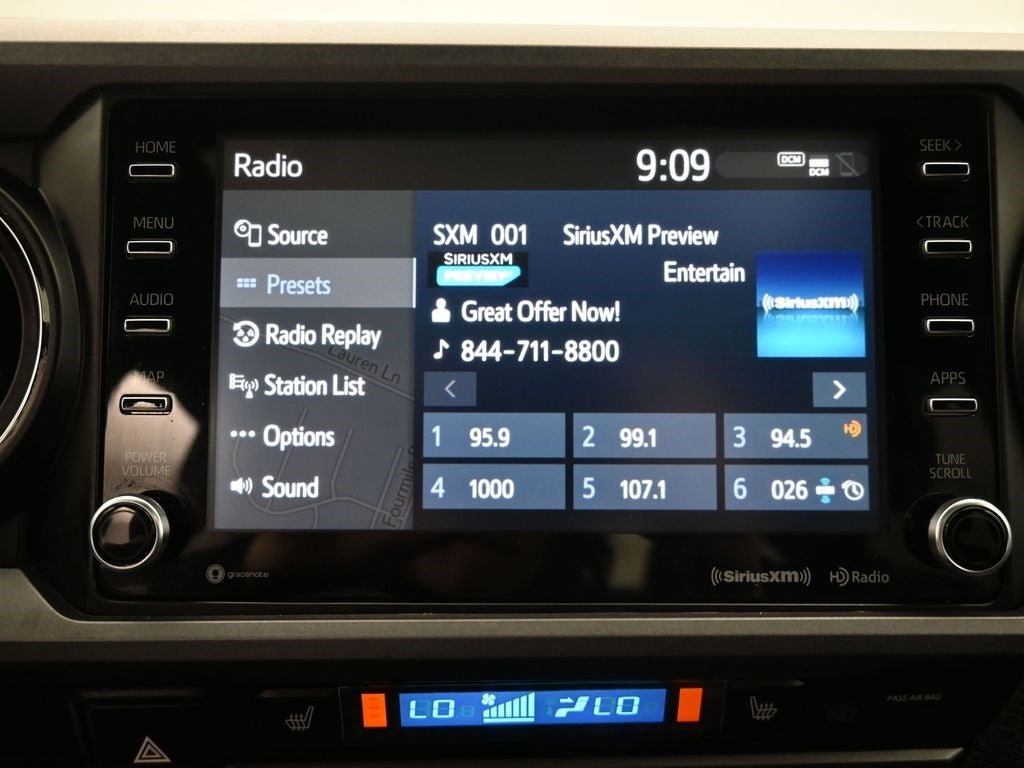 HOME
MENU
AUDIO
MAP
POWER
VOLUME
Radio
9:09
DCM
DCM
Source
Presets
Radio Replay
Station List
Options
Sound
Lauren Ln
SXM 001 SiriusXM Preview
SIRIUSXM
PREVIEW
Entertain
Great Offer Now!
844-711-8800
((SiriusXM))
<
>
1 95.9
2 99.1
3 94.5 HD
4 1000
5 107.1
6 026
SEEK >
< TRACK
PHONE
APPS
TUNE
SCROLL
gracenote
((SiriusXM))
HD Radio
LO
LO
PASS AIR BAG